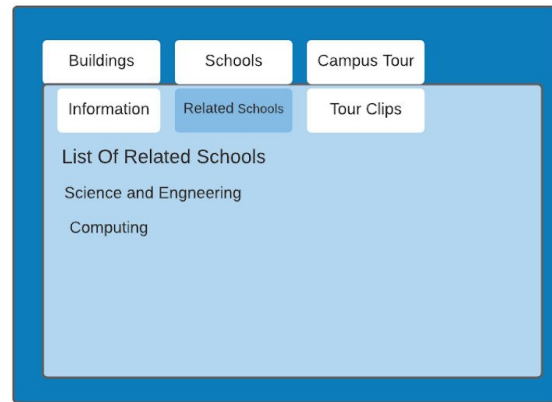 Buildings Schools Campus Tour
Information Related Schools Tour Clips
List Of Related Schools
Science and Engneering
Computing